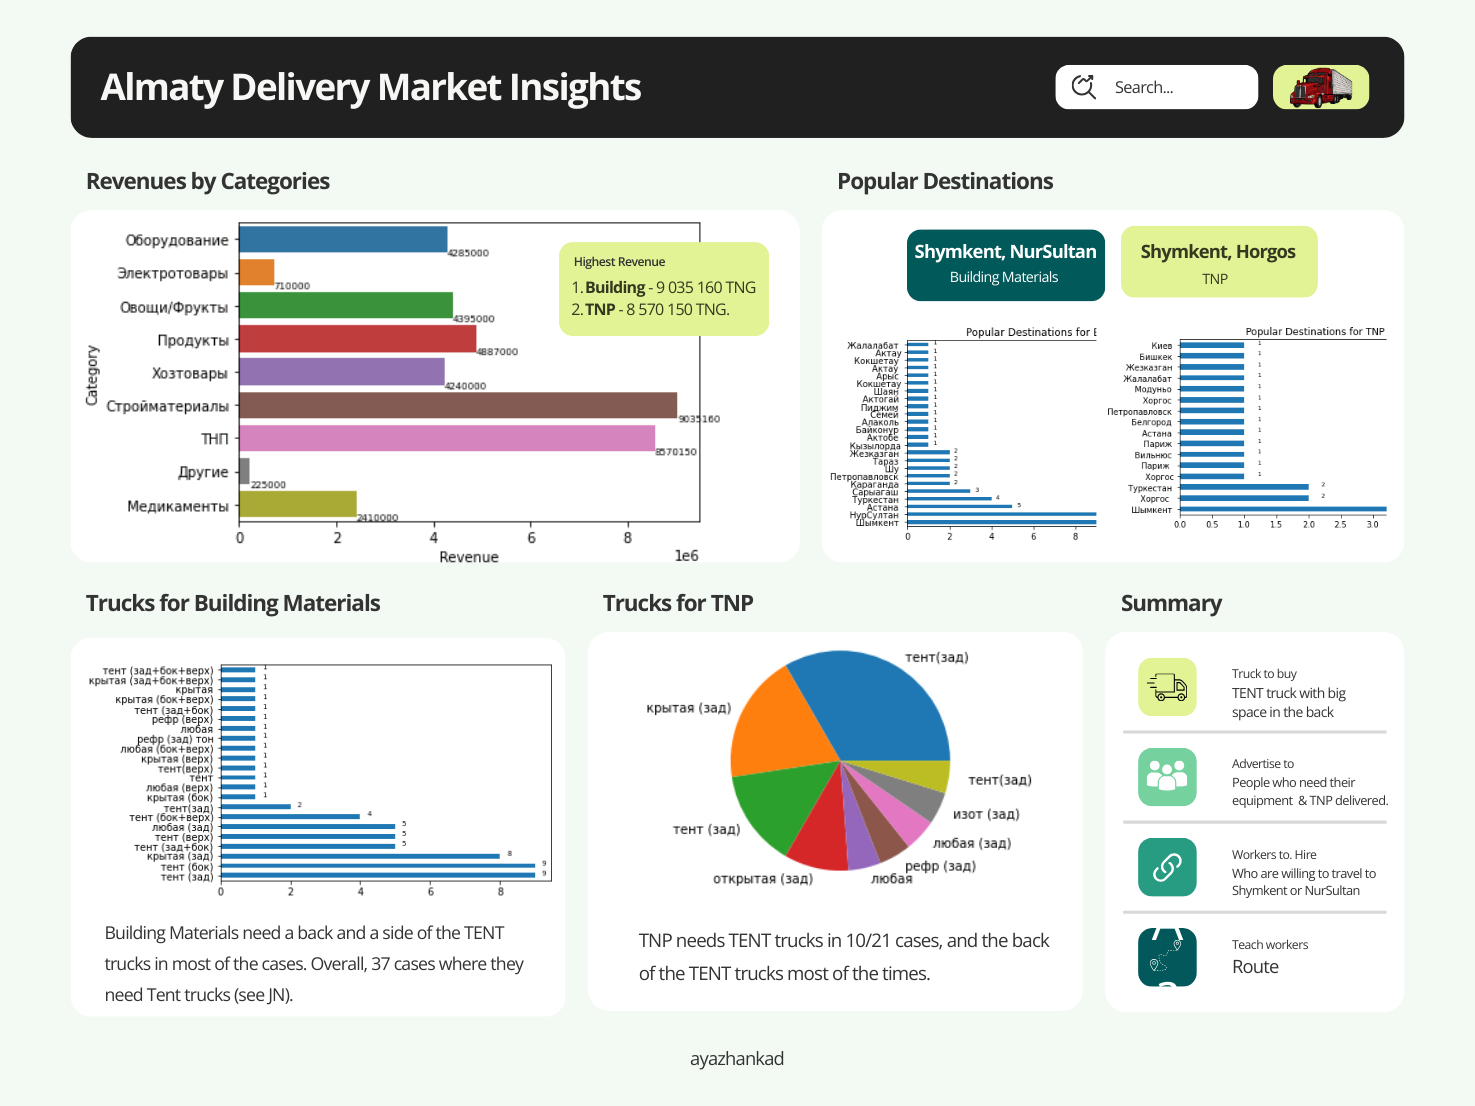 Almaty Delivery Market Insights
Search...
Revenues by Categories
Category
Оборудование
4285000
Электротовары
710000
Овощи/Фрукты
4395000
Продукты
4887000
Хозтовары
4240000
Стройматериалы
9035160
ТНП
8570150
Другие
225000
Медикаменты
2410000
0 2 4 6 8
1e6
Revenue
Highest Revenue
1. Building - 9 035 160 TNG
2. TNP - 8 570 150 TNG.
Popular Destinations
Shymkent, NurSultan
Building Materials
Shymkent, Horgos
TNP
Popular Destinations for
Жалалабат 1
Актау 1
Кокшетау 1
Актау 1
Арыс 1
Кокшетау 1
Шаян 1
Актогай 1
Пиджим 1
Семей 1
Алаколь 1
Байконур 1
Актобе 1
Кызылорда 1
Жезказган 2
Тараз 2
Шу 2
Петропавловск 2
Караганда 2
Сарыагаш 3
Туркестан 4
Астана 5
НурСултан
Шымкент
0 2 4 6 8
Popular Destinations for TNP
Киев 1
Бишкек 1
Жезказган 1
Жалалабат 1
Модуньо 1
Хоргос 1
Петропавловск 1
Белгород 1
Астана 1
Париж 1
Вильнюс 1
Париж 1
Хоргос 1
Туркестан 2
Хоргос 2
Шымкент
0.0 0.5 1.0 1.5 2.0 2.5 3.0
Trucks for Building Materials
тент (зад+бок+верх) 1
крытая (зад+бок+верх) 1
крытая 1
крытая (бок+верх) 1
тент (зад+бок) 1
рефр (верх) 1
любая 1
рефр (зад) тон 1
любая (бок+верх) 1
крытая (верх) 1
тент(верх) 1
тент 1
любая (верх) 1
крытая (бок) 1
тент(зад) 2
тент (бок+верх) 4
любая (зад) 5
тент (верх) 5
тент (зад+бок) 5
крытая (зад) 8
тент (бок) 9
тент (зад) 9
0 2 4 6 8
Building Materials need a back and a side of the TENT
trucks in most of the cases. Overall, 37 cases where they
need Tent trucks (see JN).
Trucks for TNP
тент(зад)
крытая (зад)
тент (зад)
открытая (зад)
любая
рефр (зад)
любая (зад)
изот (зад)
тент(зад)
TNP needs TENT trucks in 10/21 cases, and the back
of the TENT trucks most of the times.
Summary
Truck to buy
TENT truck with big
space in the back
Advertise to
People who need their
equipment & TNP delivered.
Workers to. Hire
Who are willing to travel to
Shymkent or NurSultan
Teach workers
Route
ayazhankad